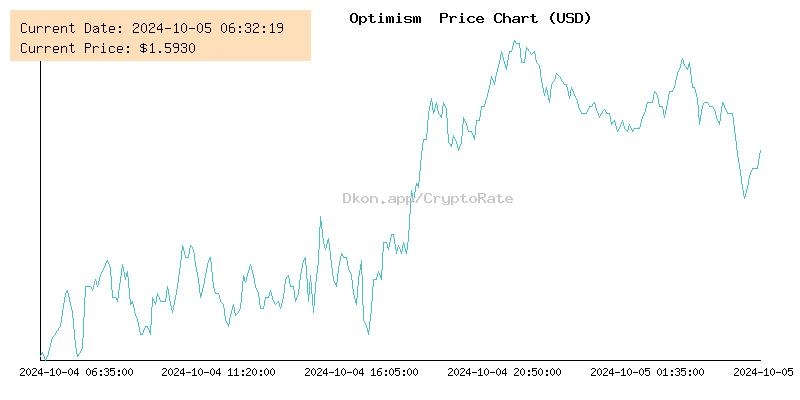 Optimism  Price Chart (USD)
Current Date: 2024-10-05 06:32:19
Current Price: $1.5930
Dkon.app/CryptoRate
2024-10-04 06:35:00 2024-10-04 11:20:00 2024-10-04 16:05:00 2024-10-04 20:50:00 2024-10-05 01:35:00 2024-10-05